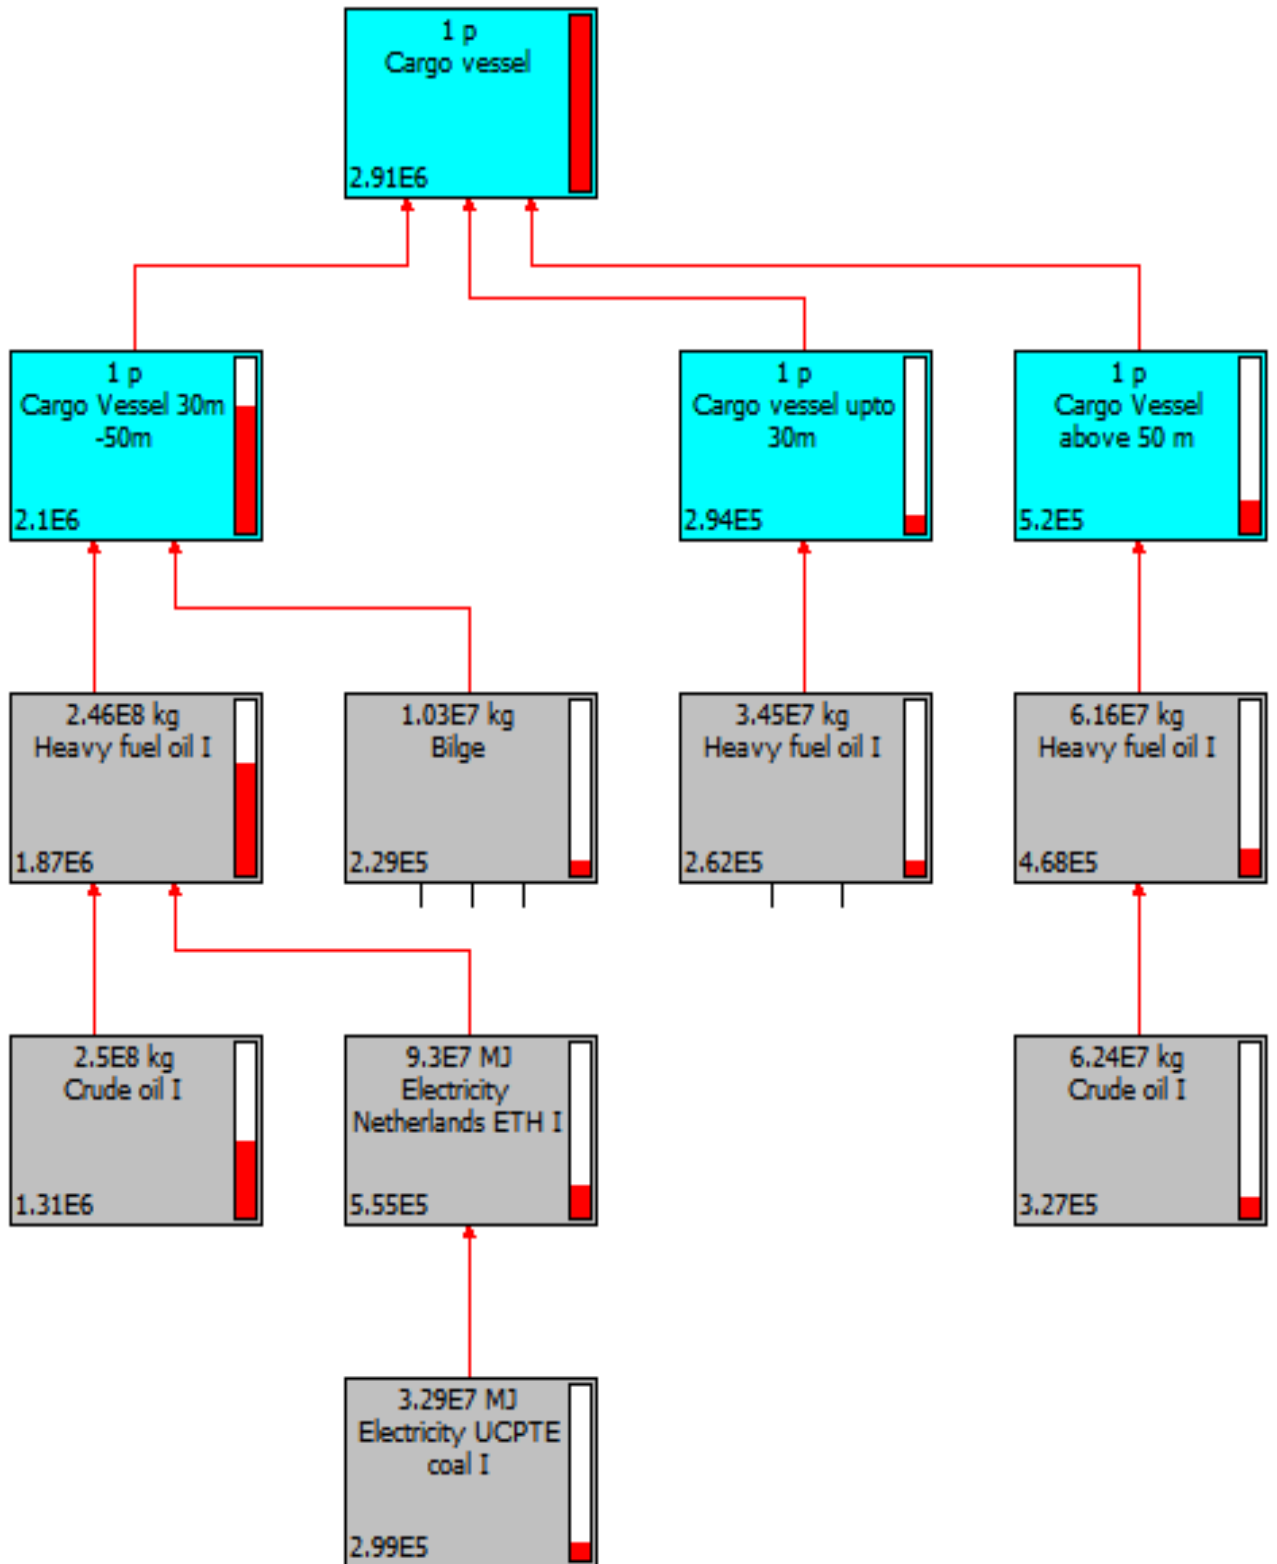 1 p
Cargo vessel
2.91E6
1 p
Cargo Vessel 30m
-50m
2.1E6
1 p
Cargo vessel upto
30m
2.94E5
1 p
Cargo Vessel
above 50 m
5.2E5
2.46E8 kg
Heavy fuel oil I
1.87E6
1.03E7 kg
Bilge
2.29E5
3.45E7 kg
Heavy fuel oil I
2.62E5
6.16E7 kg
Heavy fuel oil I
4.68E5
2.5E8 kg
Crude oil I
1.31E6
9.3E7 MJ
Electricity
Netherlands ETH I
5.55E5
6.24E7 kg
Crude oil I
3.27E5
3.29E7 MJ
Electricity UCPTE
coal I
2.99E5